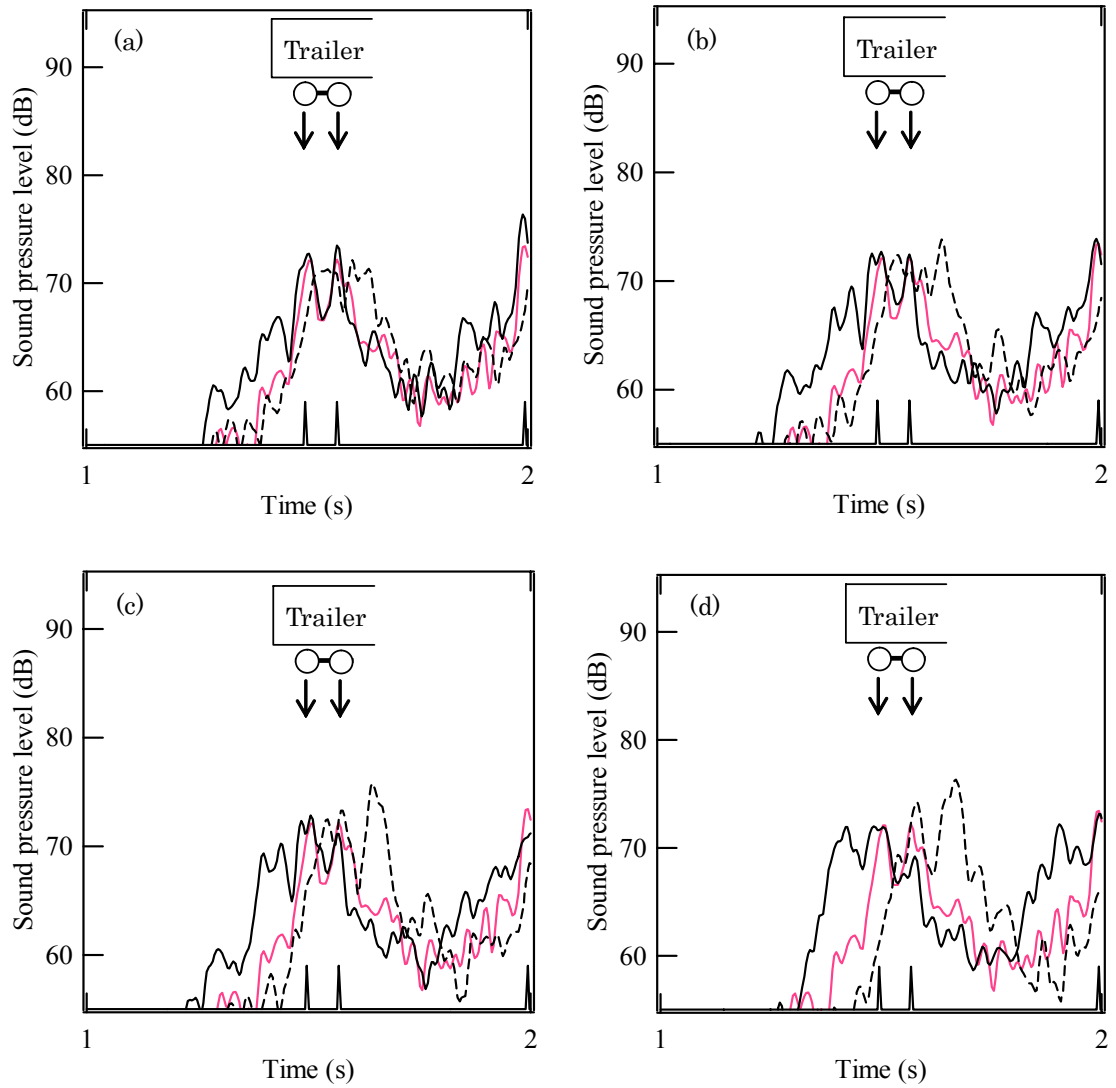 (a)
Trailer
90
80
70
60
Sound pressure level (dB)
1
2
Time (s)
(b)
Trailer
90
80
70
60
Sound pressure level (dB)
1
2
Time (s)
(c)
Trailer
90
80
70
60
Sound pressure level (dB)
1
2
Time (s)
(d)
Trailer
90
80
70
60
Sound pressure level (dB)
1
2
Time (s)